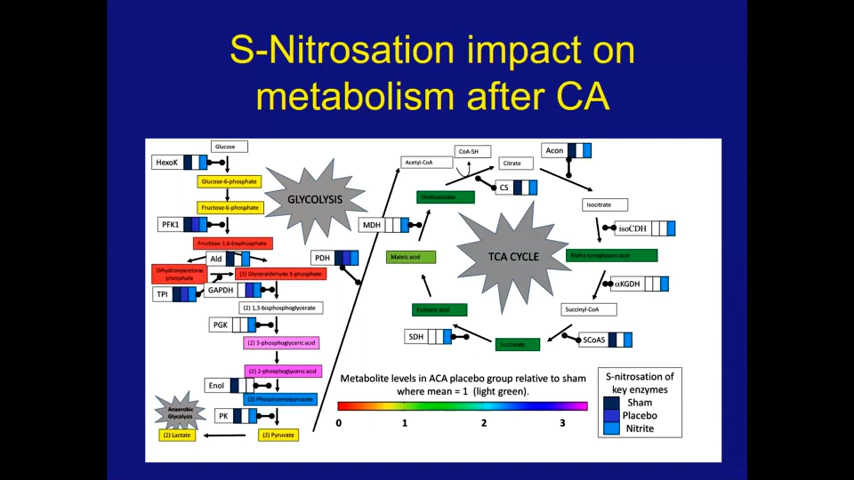 S-Nitrosation impact on
metabolism after CA
Glucose
HexoK
Glucose-6-phosphate
Fructose-6-phosphate
PFK1
Fructose-1,6-bisphosphate
Ald
Dihydroxyacetone
phosphate
(2) Glyceraldehyde 3-phosphate
TPI
GAPDH
(2) 1,3-bisphosphoglycerate
PGK
(2) 3-phosphoglyceric acid
(2) 2-phosphoglyceric acid
Enol
(2) Phosphoenolpyruvate
PK
Anaerobic
Glycolysis
(2) Lactate
(2) Pyruvate
GLYCOLYSIS
PDH
Acetyl-CoA
CoA-SH
Citrate
Acon
CS
Oxaloacetate
Isocitrate
MDH
isoCDH
TCA CYCLE
Maleic acid
Alpha-ketoglutaric acid
αKGDH
Fumaric acid
Succinyl-CoA
SDH
SCoAS
Succinate
Metabolite levels in ACA placebo group relative to sham
where mean = 1 (light green).
0 1 2 3
S-nitrosation of
key enzymes
Sham
Placebo
Nitrite